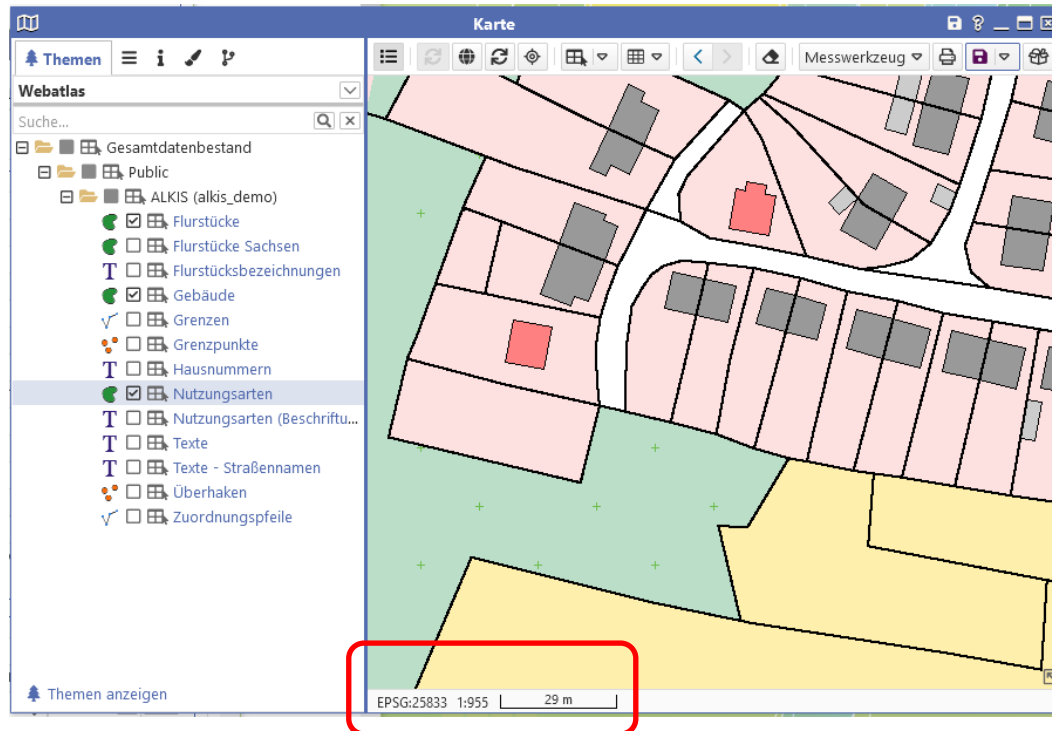 Karte
Themen
Messwerkzeug
Webatlas
Suche...
Gesamtdatenbestand
Public
ALKIS (alkis_demo)
Flurstücke
Flurstücke Sachsen
T Flurstücksbezeichnungen
Gebäude
Grenzen
Grenzpunkte
T Hausnummern
Nutzungsarten
T Nutzungsarten (Beschriftu...
T Texte
T Texte - Straßennamen
Überhaken
Zuordnungspfeile
Themen anzeigen
EPSG:25833 1:955 29 m